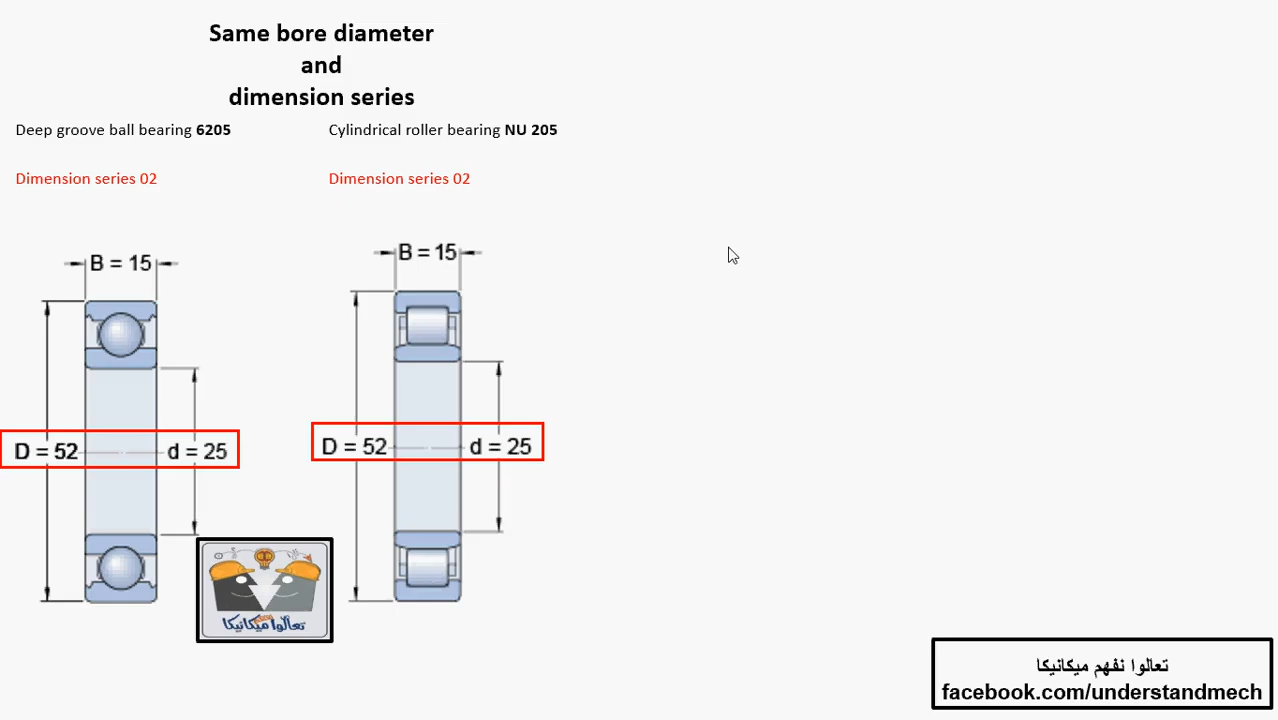 Same bore diameter
and
dimension series
Deep groove ball bearing 6205
Cylindrical roller bearing NU 205
Dimension series 02
Dimension series 02
B = 15
B = 15
D = 52
d = 25
D = 52
d = 25
تعالوا نفهم ميكانيكا
تعالوا نفهم ميكانيكا
facebook.com/understandmech